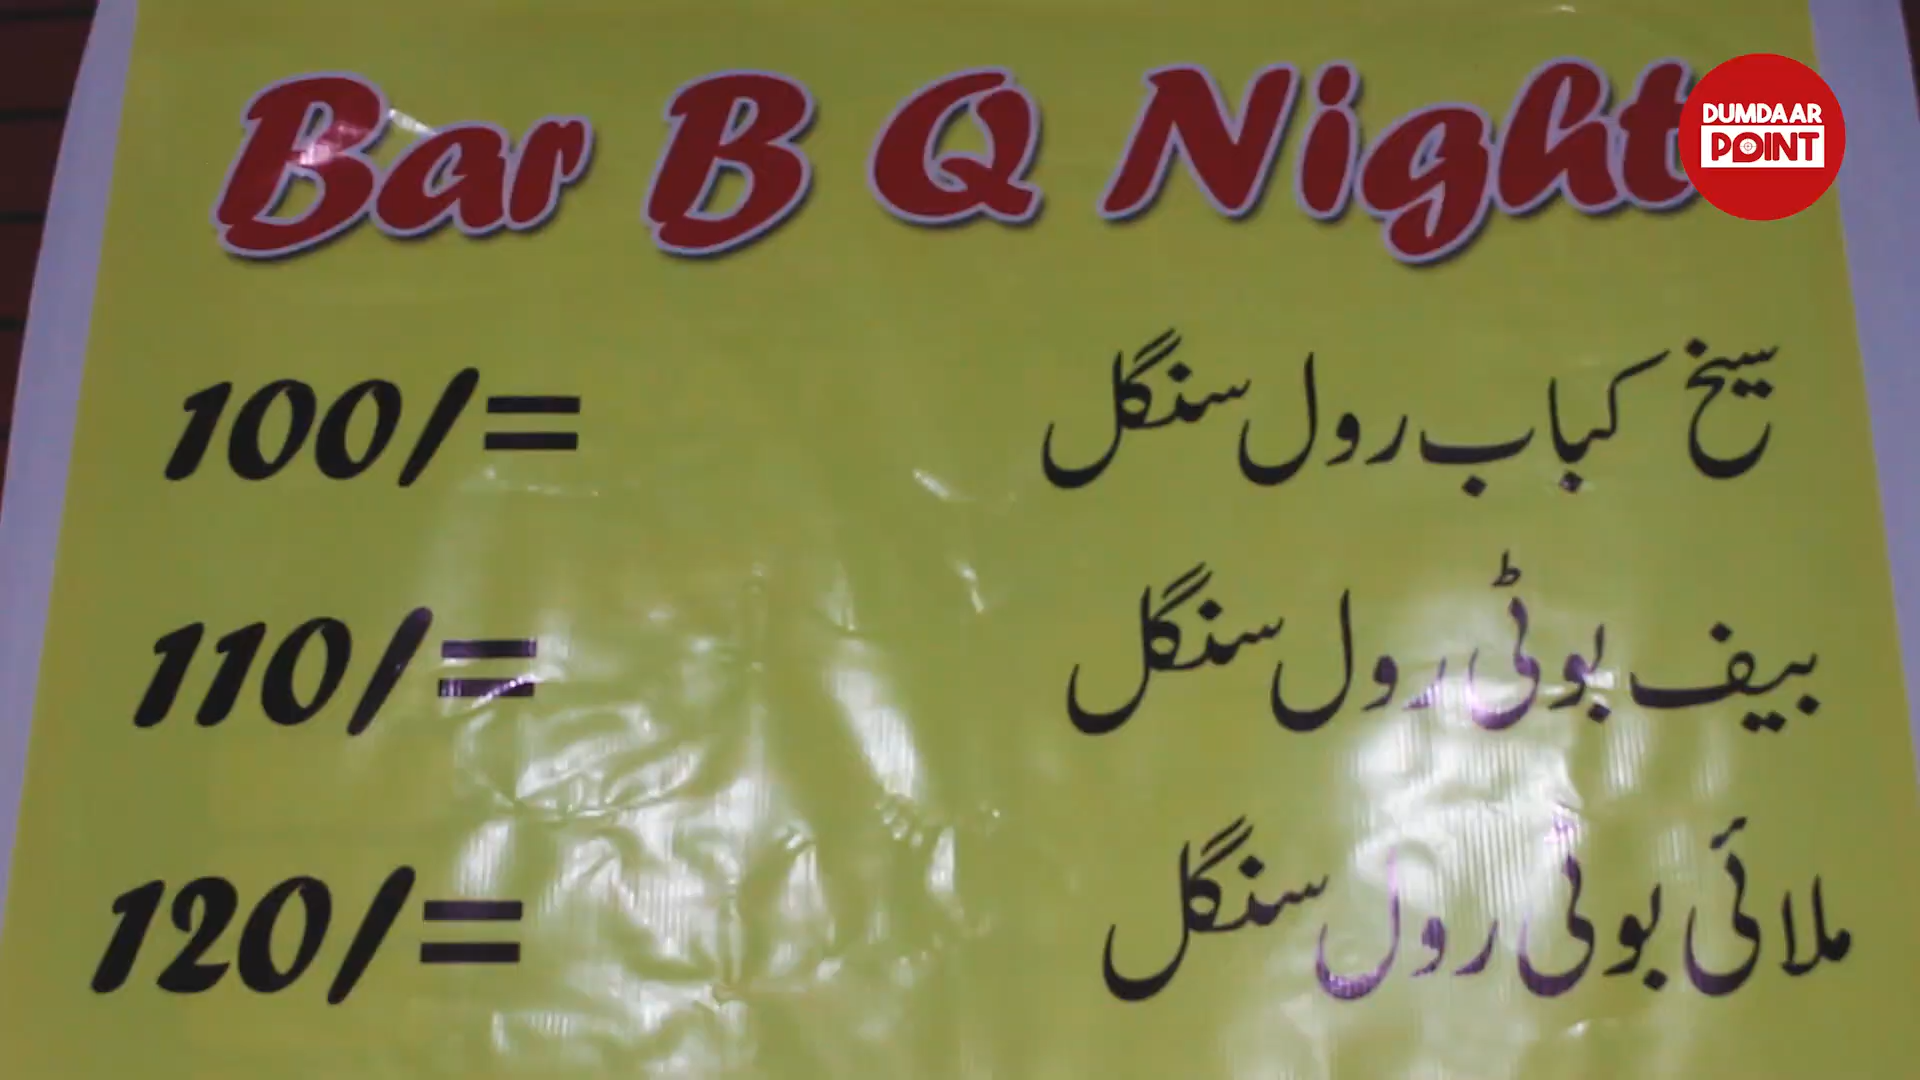 Bar B Q Night
DUMDAAR
POINT
سیخ کباب رول سنگل 100/=
بیف بوٹی رول سنگل 110/=
ملائی بوٹی رول سنگل 120/=